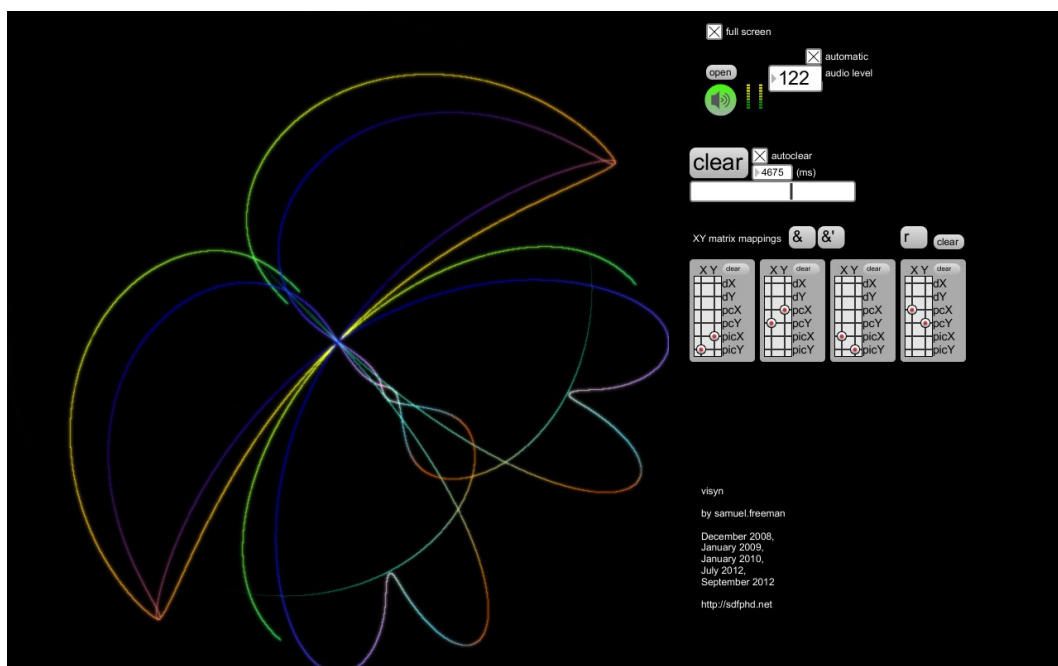 full screen
automatic
open
122
audio level
clear
autoclear
4675
(ms)
XY matrix mappings
&
&'
r
clear
X Y
clear
dX
dY
pcX
pcY
picX
picY
X Y
clear
dX
dY
pcX
pcY
picX
picY
X Y
clear
dX
dY
pcX
pcY
picX
picY
X Y
clear
dX
dY
pcX
pcY
picX
picY
visyn
by samuel.freeman
December 2008,
January 2009,
January 2010,
July 2012,
September 2012
http://sdfphd.net